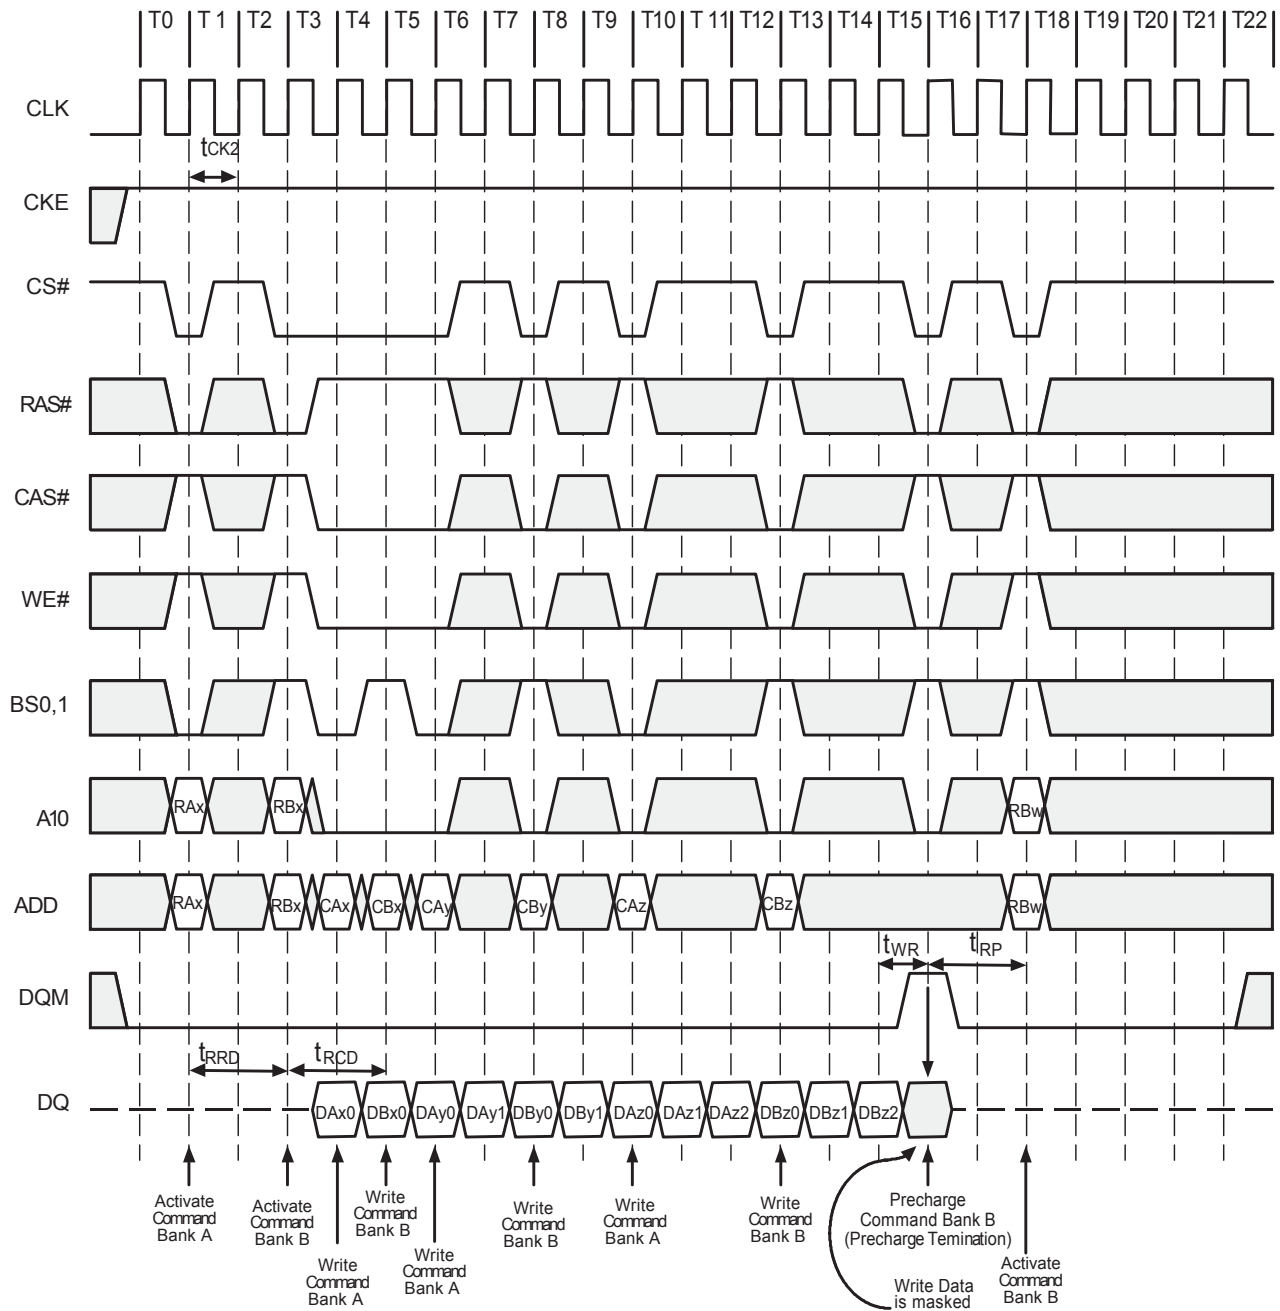 T0 T 1 T2 T3 T4 T5 T6 T7 T8 T9 T10 T 11 T12 T13 T14 T15 T16 T17 T18 T19 T20 T21 T22
CLK
tCK2
CKE
CS#
RAS#
CAS#
WE#
BS0,1
A10
RAx RBx RBw
ADD
RAx RBx CAx CBx CAy CBy CAz CBz RBw
tWR tRP
DQM
tRRD tRCD
DQ
DAx0 DBx0 DAy0 DAy1 DBy0 DBy1 DAz0 DAz1 DAz2 DBz0 DBz1 DBz2
Activate
Command
Bank A
Activate
Command
Bank B
Write
Command
Bank A
Write
Command
Bank B
Write
Command
Bank A
Write
Command
Bank B
Write
Command
Bank A
Write
Command
Bank B
Precharge
Command Bank B
(Precharge Temination)
Write Data
is masked
Activate
Command
Bank B